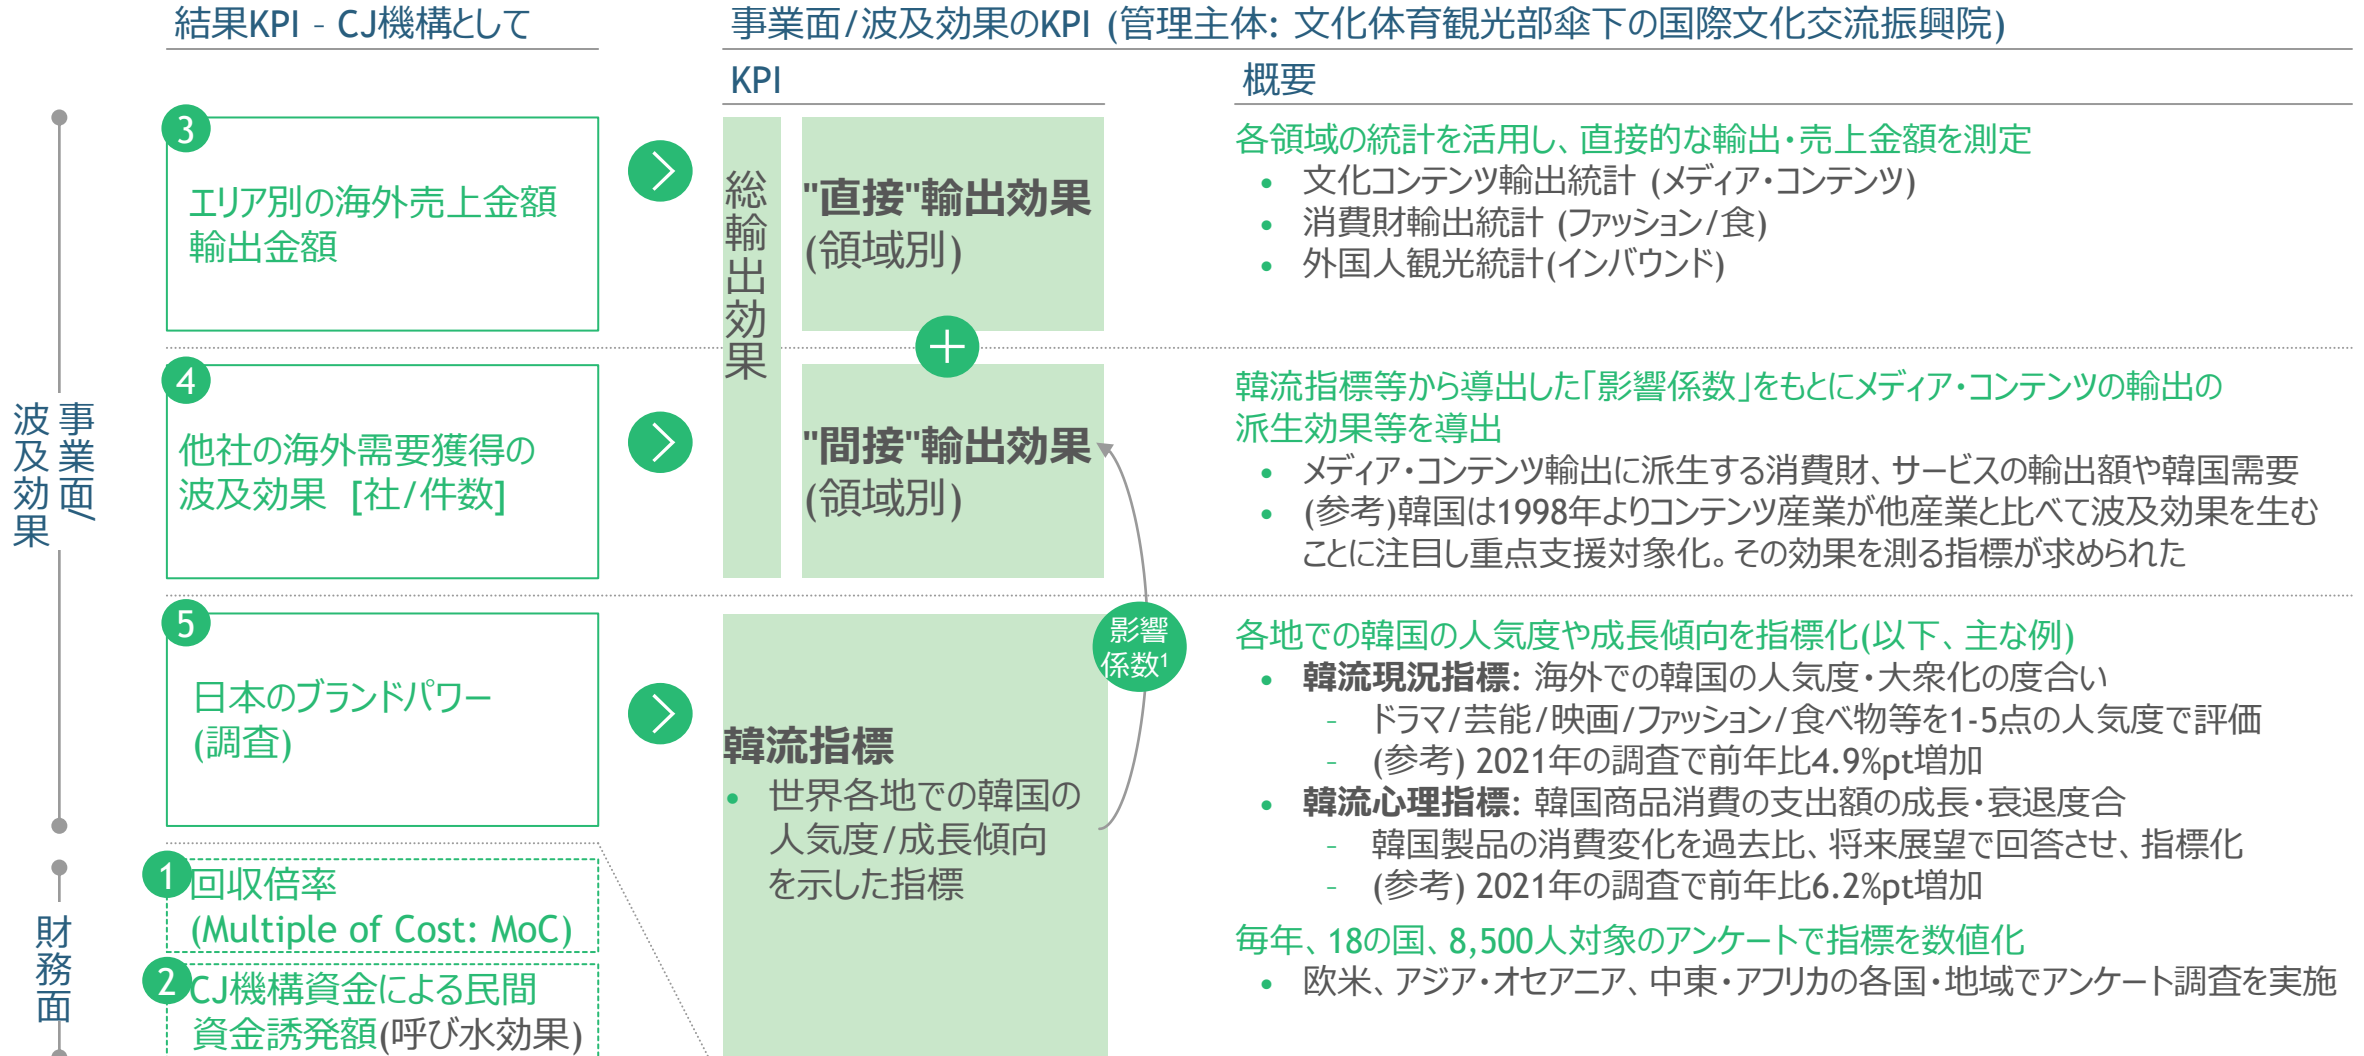 結果KPI – CJ機構として
事業面/波及効果のKPI (管理主体: 文化体育観光部傘下の国際文化交流振興院)
KPI
概要
事業面/
波及効果
3
エリア別の海外売上金額
輸出金額
総輸出効果
"直接"輸出効果
(領域別)
各領域の統計を活用し、直接的な輸出・売上金額を測定
• 文化コンテンツ輸出統計 (メディア・コンテンツ)
• 消費財輸出統計 (ファッション/食)
• 外国人観光統計(インバウンド)
+
4
他社の海外需要獲得の
波及効果 [社/件数]
"間接"輸出効果
(領域別)
韓流指標等から導出した「影響係数」をもとにメディア・コンテンツの輸出の
派生効果等を導出
• メディア・コンテンツ輸出に派生する消費財、サービスの輸出額や韓国需要
• (参考)韓国は1998年よりコンテンツ産業が他産業と比べて波及効果を生む
ことに注目し重点支援対象化。その効果を測る指標が求められた
5
日本のブランドパワー
(調査)
影響
係数1
韓流指標
• 世界各地での韓国の
人気度/成長傾向
を示した指標
各地での韓国の人気度や成長傾向を指標化(以下、主な例)
• 韓流現況指標: 海外での韓国の人気度・大衆化の度合い
- ドラマ/芸能/映画/ファッション/食べ物等を1-5点の人気度で評価
- (参考) 2021年の調査で前年比4.9%pt増加
• 韓流心理指標: 韓国商品消費の支出額の成長・衰退度合
- 韓国製品の消費変化を過去比、将来展望で回答させ、指標化
- (参考) 2021年の調査で前年比6.2%pt増加
毎年、18の国、8,500人対象のアンケートで指標を数値化
• 欧米、アジア・オセアニア、中東・アフリカの各国・地域でアンケート調査を実施
財務面
1
回収倍率
(Multiple of Cost: MoC)
2
CJ機構資金による民間
資金誘発額(呼び水効果)